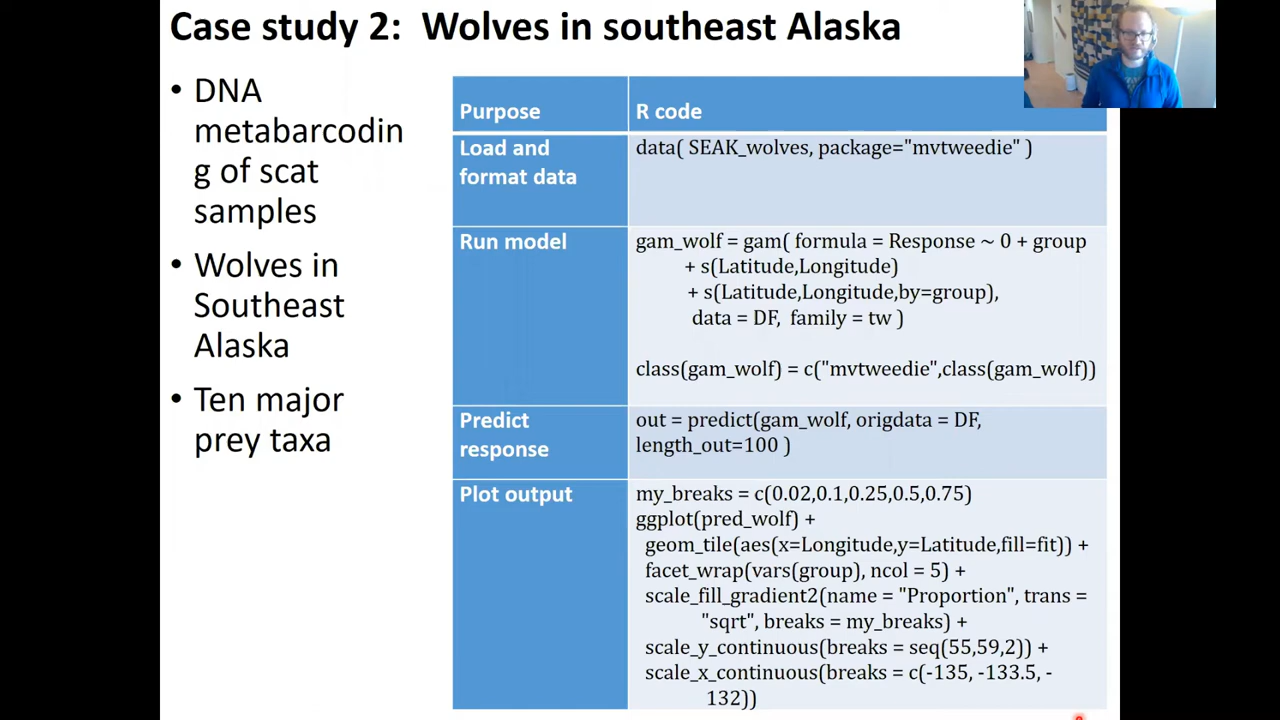 Case study 2:  Wolves in southeast Alaska
• DNA
metabarcodin
g of scat
samples
• Wolves in
Southeast
Alaska
• Ten major
prey taxa
Purpose
R code
Load and
format data
data( SEAK_wolves, package="mvtweedie" )
Run model
gam_wolf = gam( formula = Response ~ 0 + group
+ s(Latitude,Longitude)
+ s(Latitude,Longitude,by=group),
data = DF,  family = tw )
class(gam_wolf) = c("mvtweedie",class(gam_wolf))
Predict
response
out = predict(gam_wolf, origdata = DF,
length_out=100 )
Plot output
my_breaks = c(0.02,0.1,0.25,0.5,0.75)
ggplot(pred_wolf) +
geom_tile(aes(x=Longitude,y=Latitude,fill=fit)) +
facet_wrap(vars(group), ncol = 5) +
scale_fill_gradient2(name = "Proportion", trans =
"sqrt", breaks = my_breaks) +
scale_y_continuous(breaks = seq(55,59,2)) +
scale_x_continuous(breaks = c(-135, -133.5, -
132))